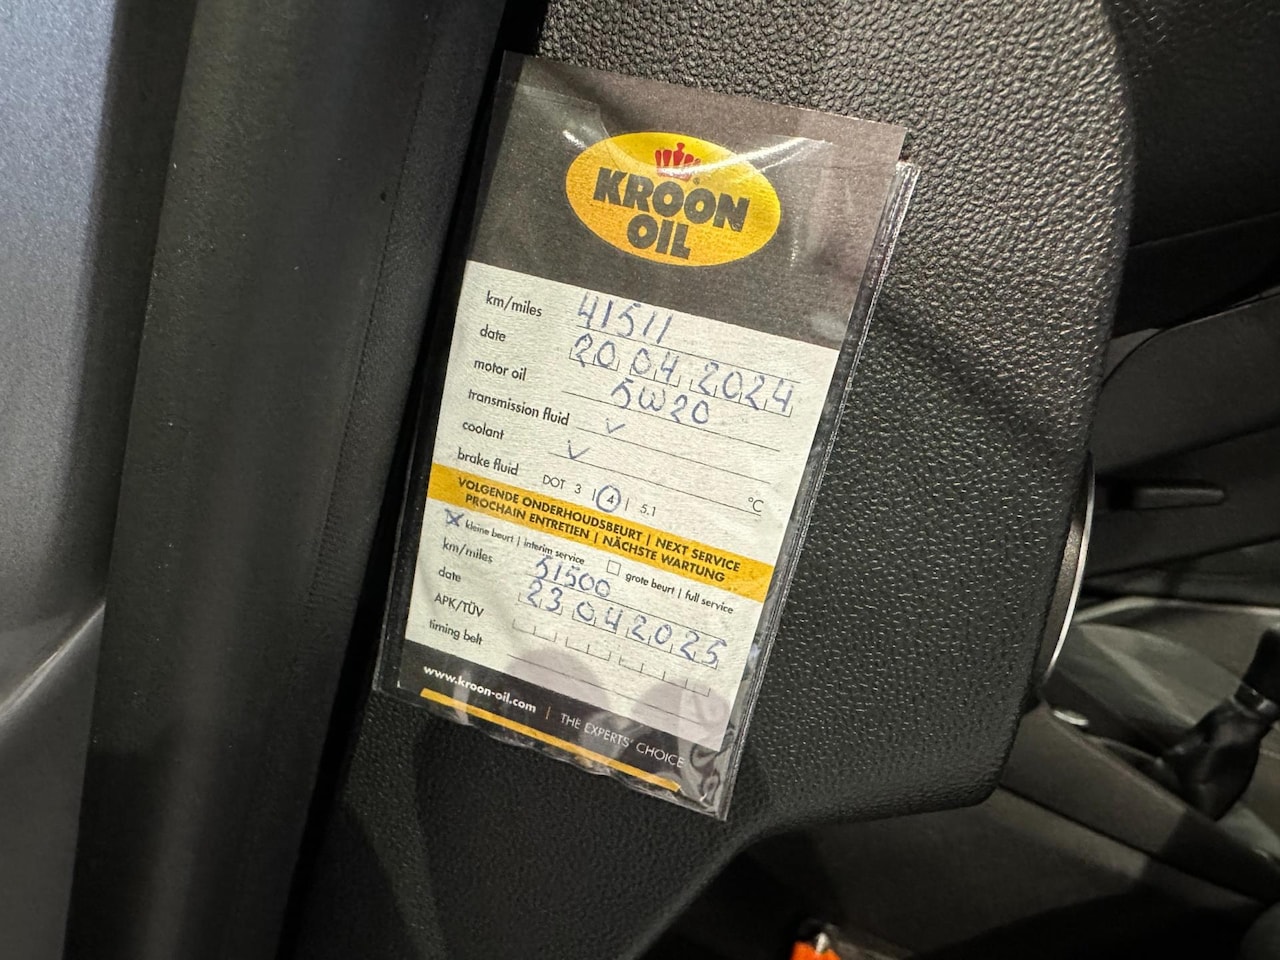 KROON
OIL
km/miles 41511
date 20 04 2024
motor oil 5W20
transmission fluid ✓
coolant ✓ °C
brake fluid DOT 3 | 4 | 5.1
VOLGENDE ONDERHOUDSBEURT | NEXT SERVICE
PROCHAIN ENTRETIEN | NÄCHSTE WARTUNG
☒ kleine beurt | interim service ☐ grote beurt | full service
km/miles 51500
date 23 04 2025
APK/TÜV
timing belt
www.kroon-oil.com | THE EXPERTS' CHOICE